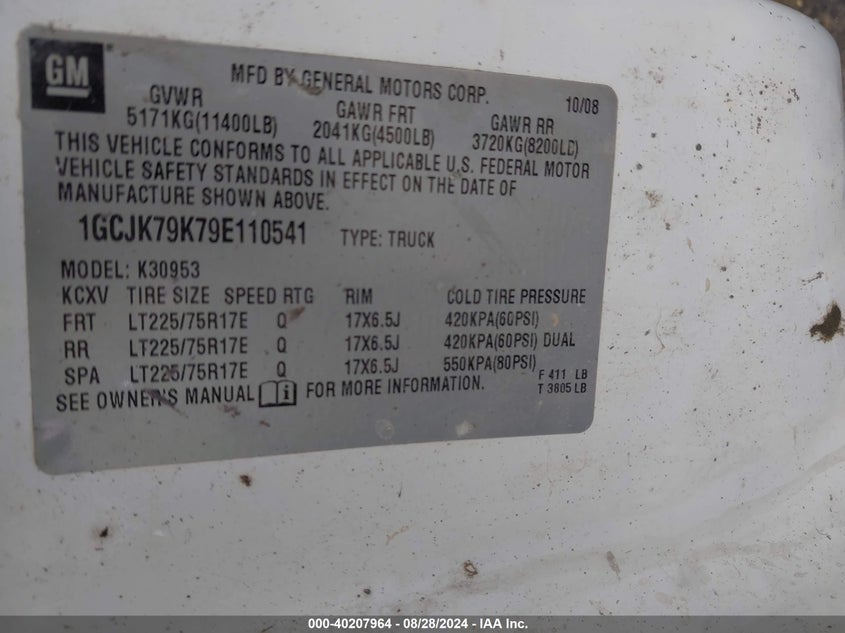 GM
MFD BY GENERAL MOTORS CORP.
10/08
GVWR GAWR FRT GAWR RR
5171KG(11400LB) 2041KG(4500LB) 3720KG(8200LB)
THIS VEHICLE CONFORMS TO ALL APPLICABLE U.S. FEDERAL MOTOR
VEHICLE SAFETY STANDARDS IN EFFECT ON THE DATE OF
MANUFACTURE SHOWN ABOVE.
1GCJK79K79E110541 TYPE: TRUCK
MODEL: K30953
KCXV TIRE SIZE SPEED RTG RIM COLD TIRE PRESSURE
FRT LT225/75R17E Q 17X6.5J 420KPA(60PSI)
RR LT225/75R17E Q 17X6.5J 420KPA(60PSI) DUAL
SPA LT225/75R17E Q 17X6.5J 550KPA(80PSI)
F 411 LB
T 3805 LB
SEE OWNER'S MANUAL i FOR MORE INFORMATION.
000-40207964 - 08/28/2024 - IAA Inc.